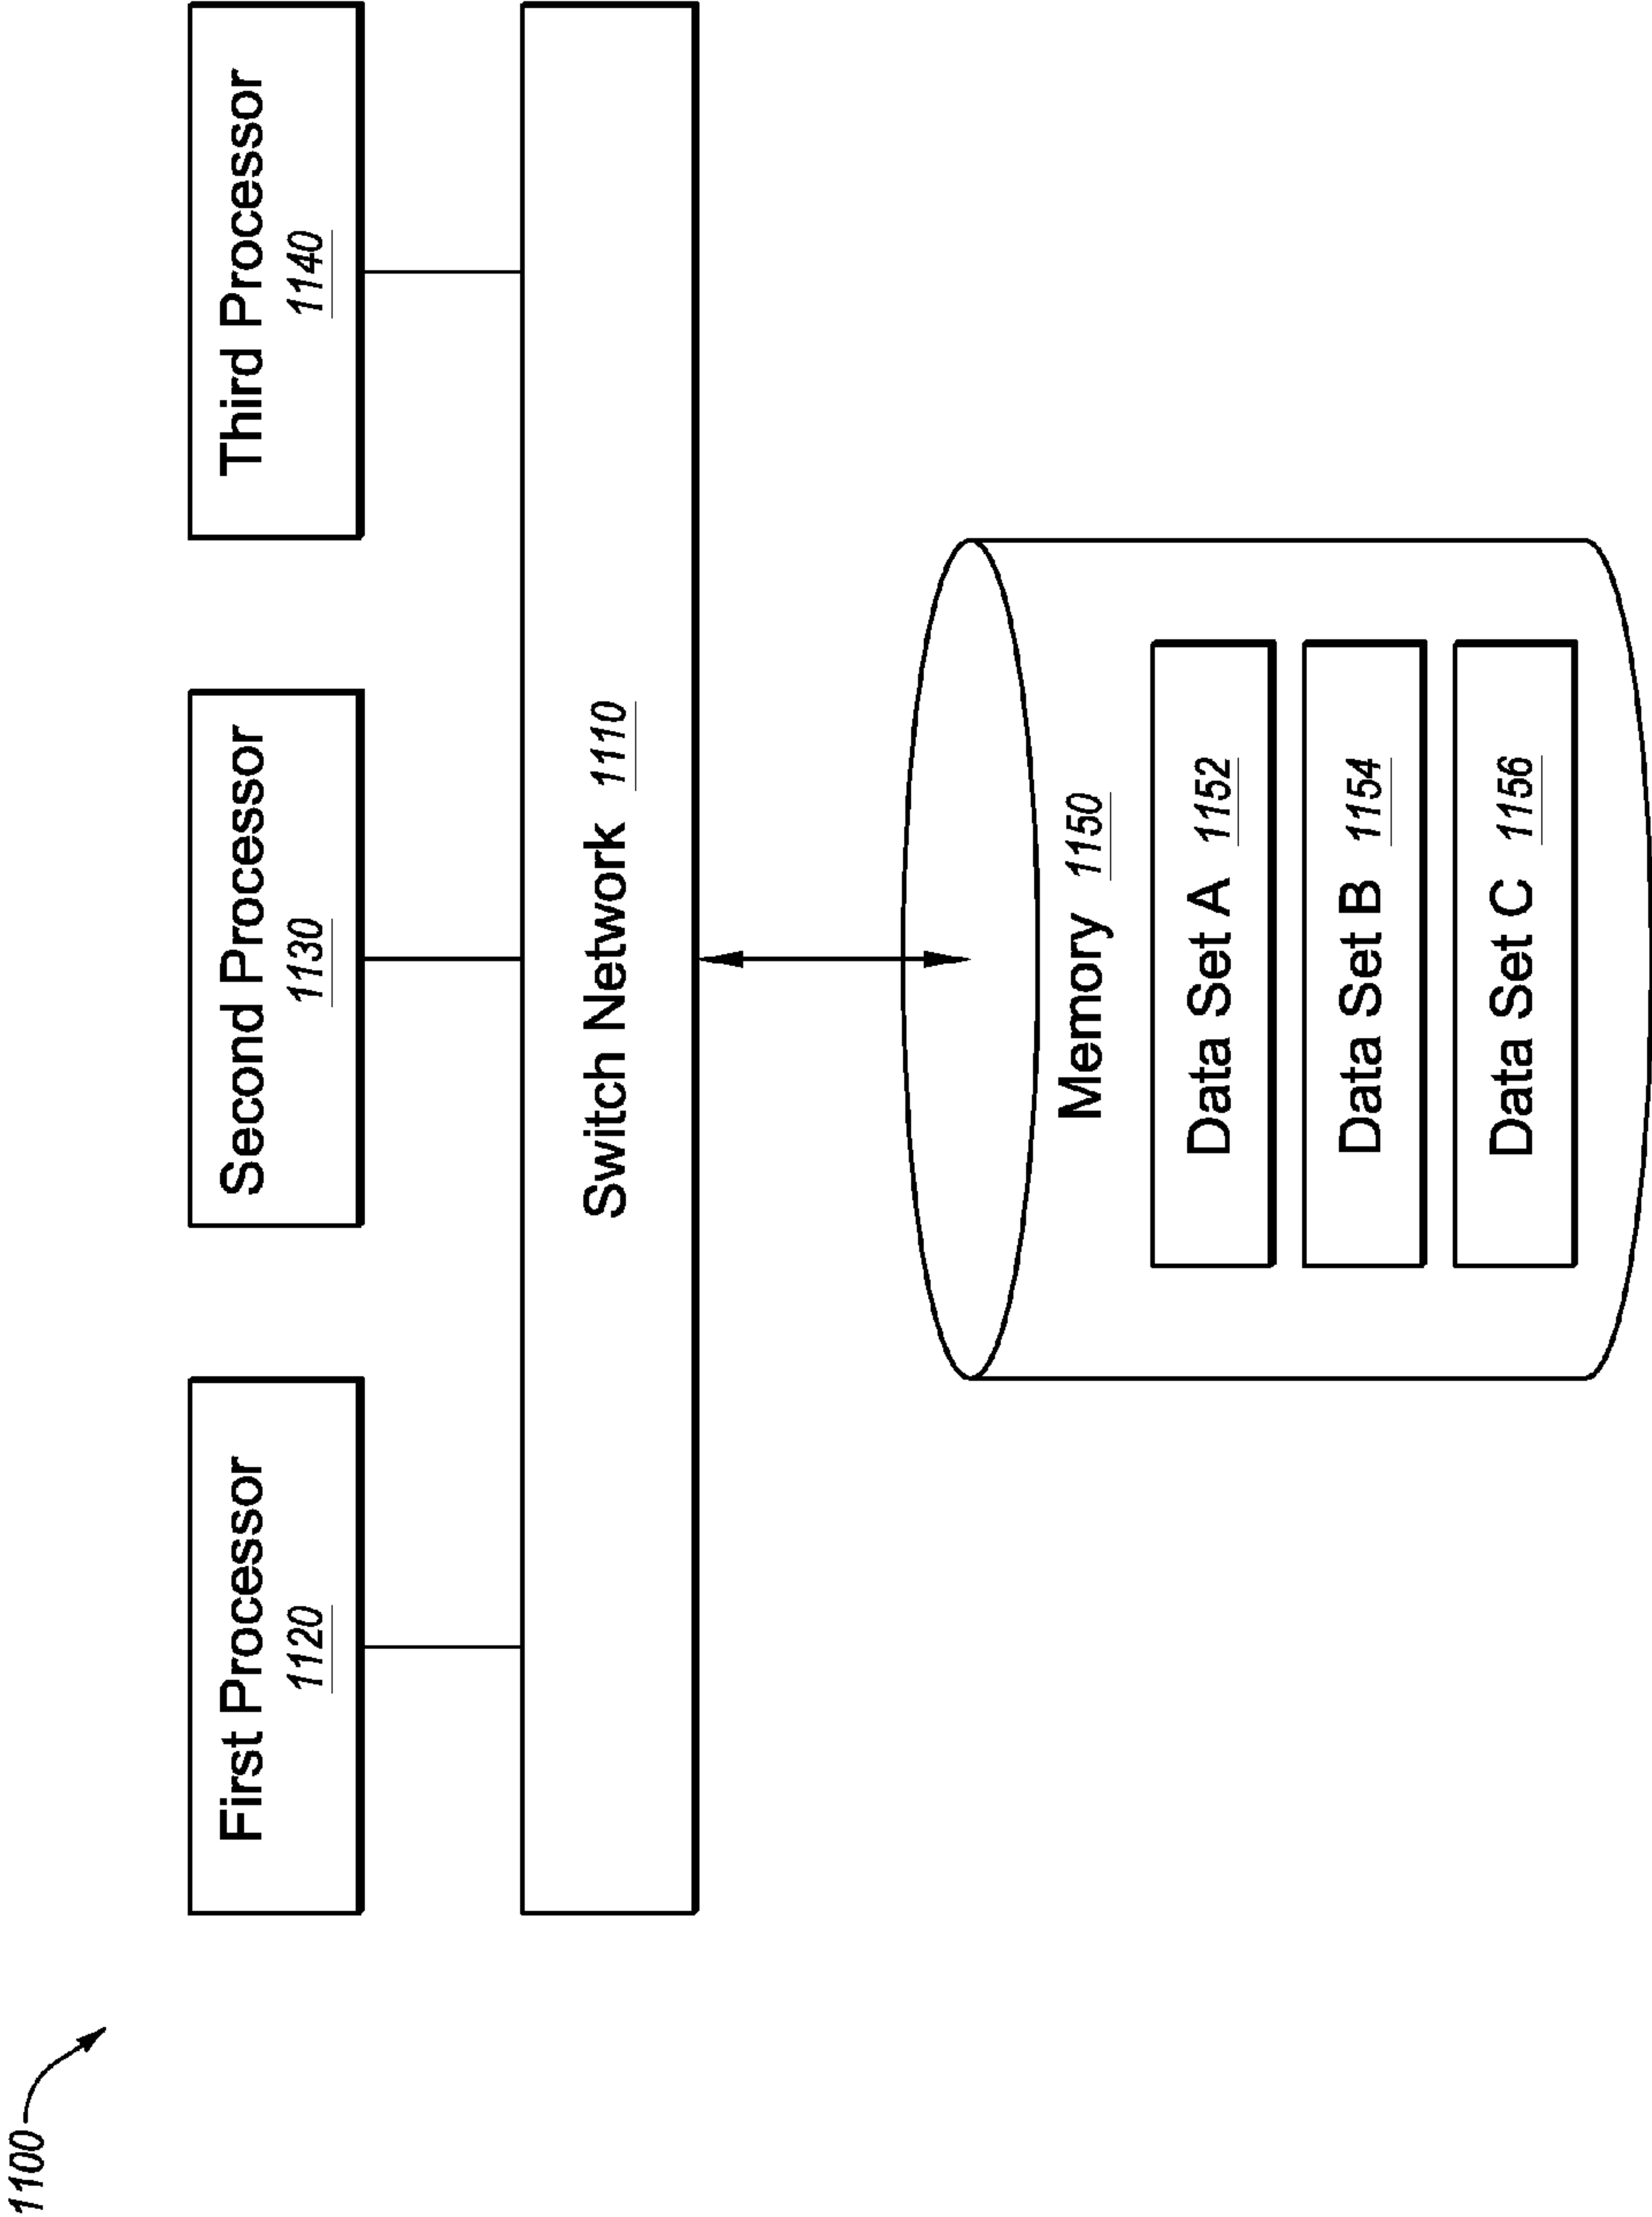 1100
First Processor
1120
Second Processor
1130
Third Processor
1140
Switch Network 1110
Memory 1150
Data Set A 1152
Data Set B 1154
Data Set C 1156